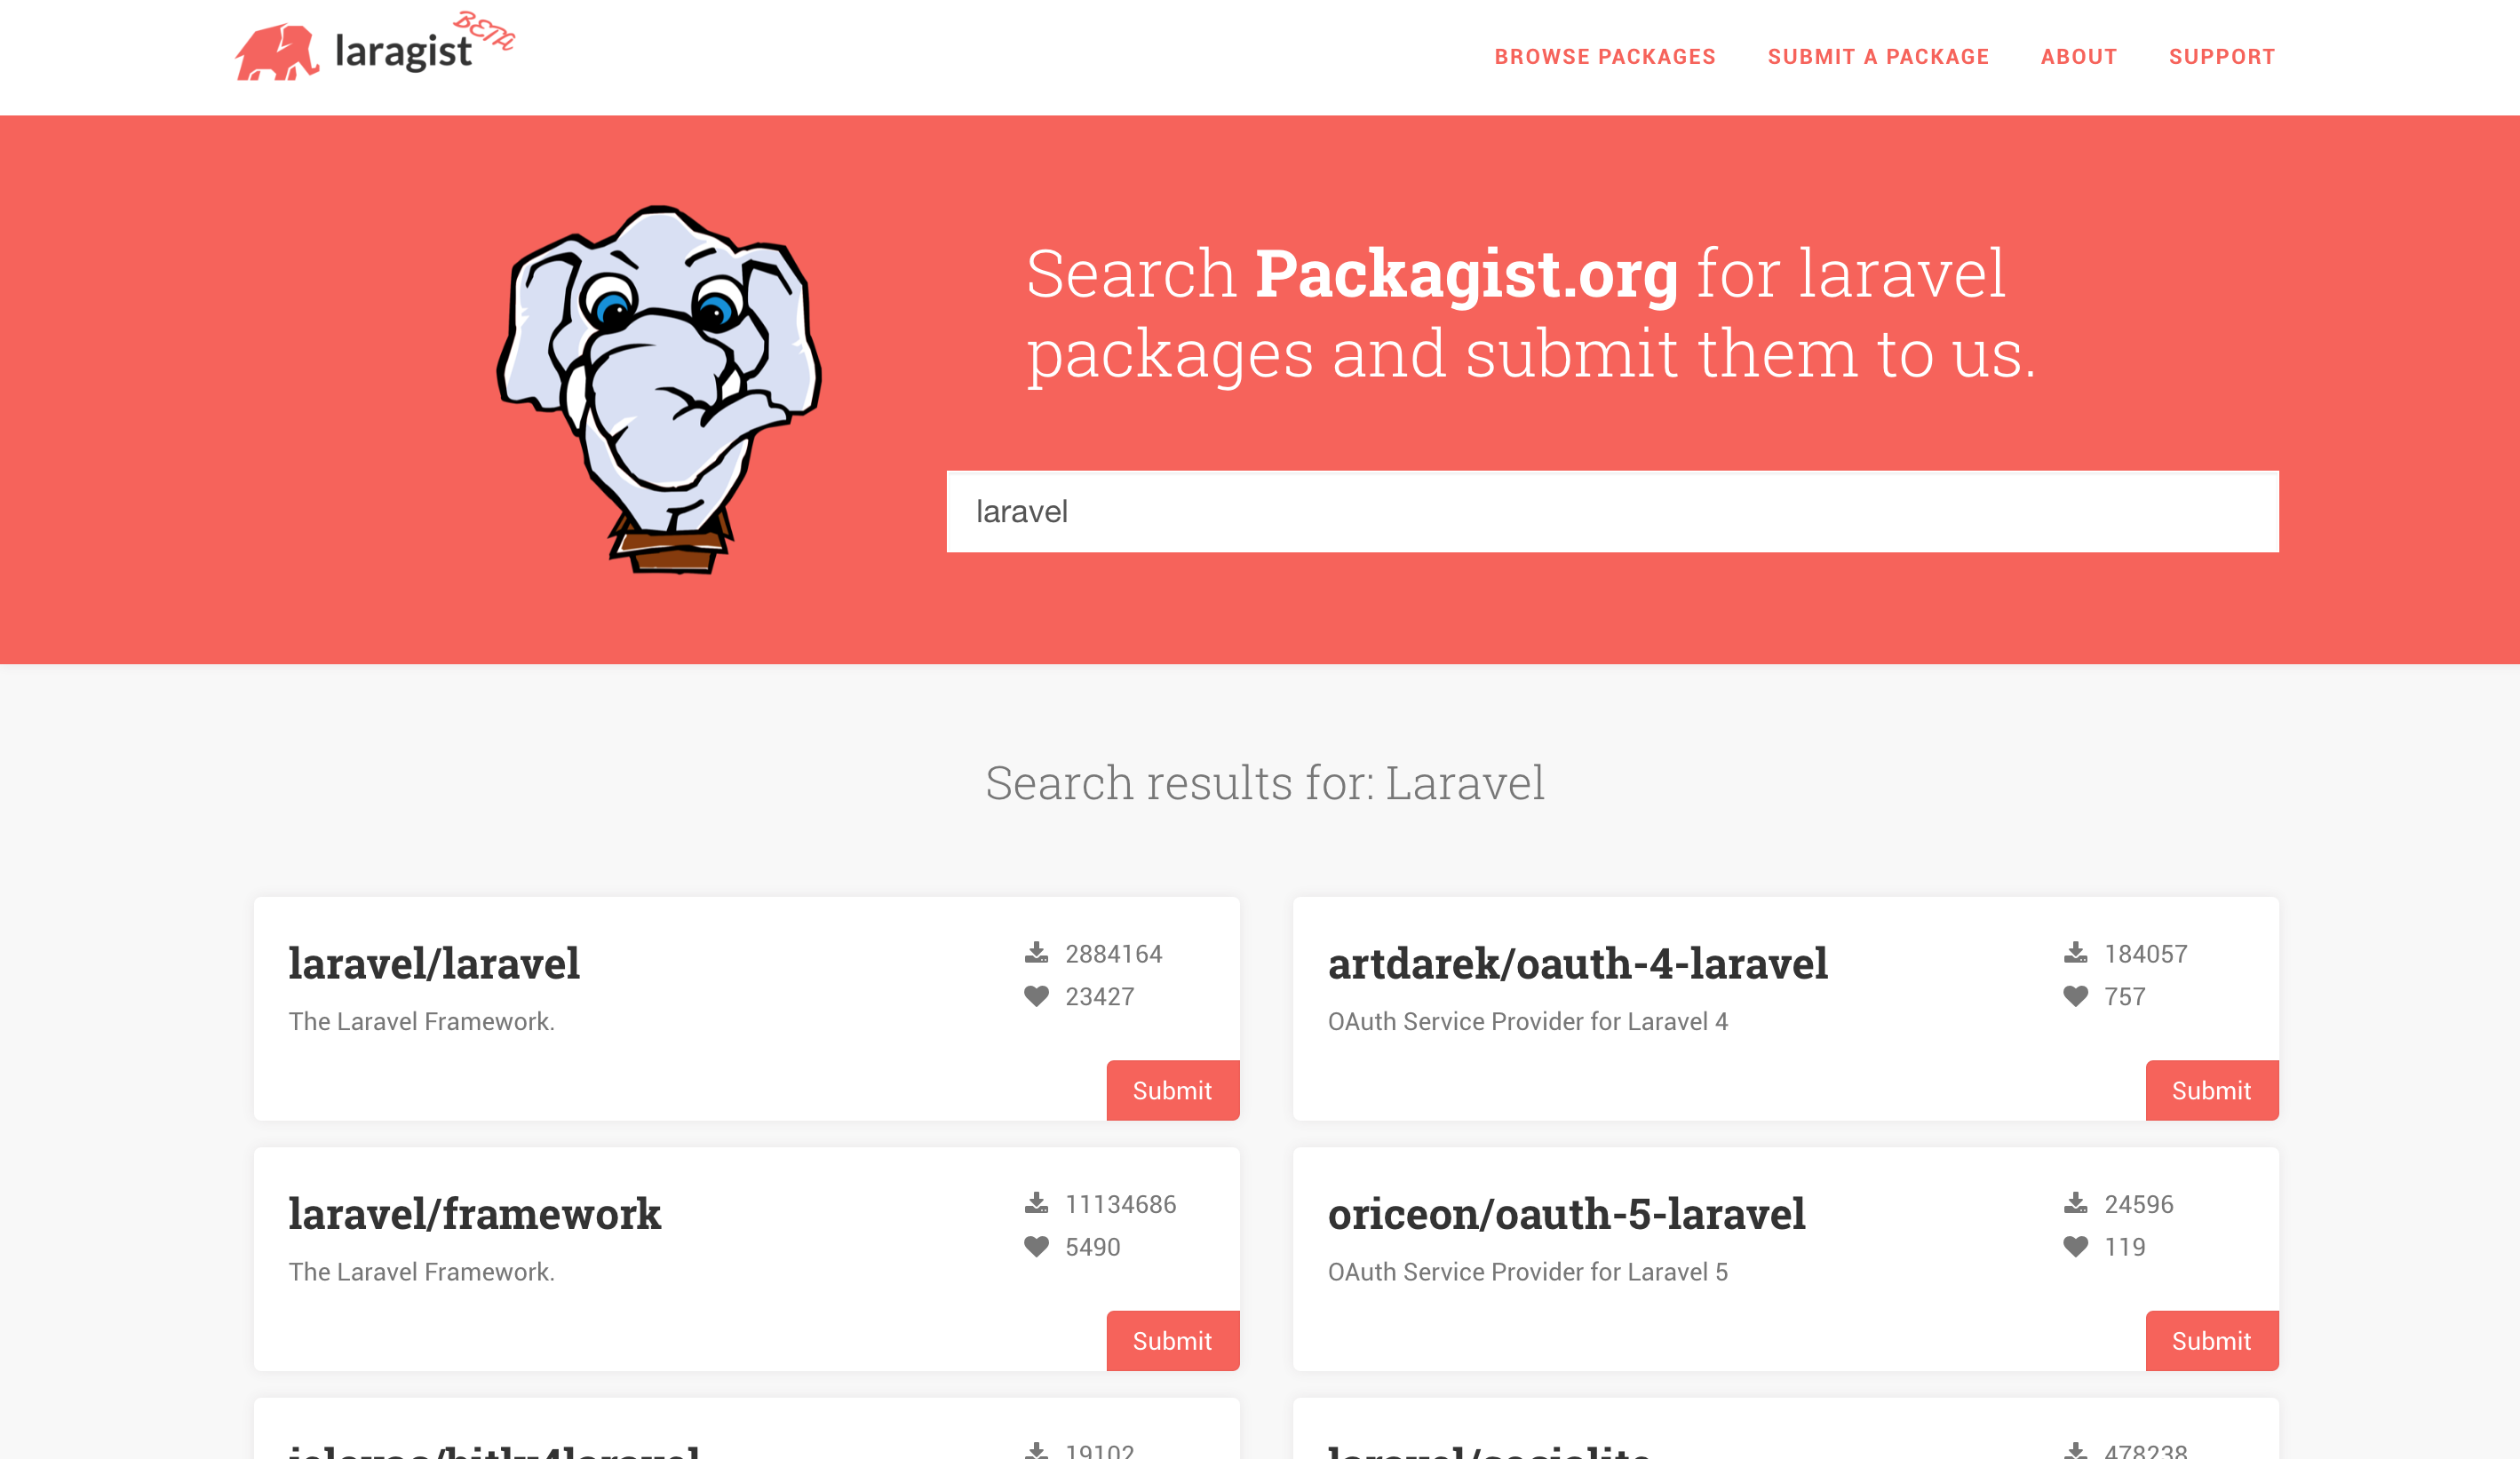 laragist BETA
BROWSE PACKAGES SUBMIT A PACKAGE ABOUT SUPPORT
Search Packagist.org for laravel
packages and submit them to us.
laravel
Search results for: Laravel
laravel/laravel
2884164
23427
The Laravel Framework.
Submit
artdarek/oauth-4-laravel
184057
757
OAuth Service Provider for Laravel 4
Submit
laravel/framework
11134686
5490
The Laravel Framework.
Submit
oriceon/oauth-5-laravel
24596
119
OAuth Service Provider for Laravel 5
Submit
19102
laravel/socialite
478238